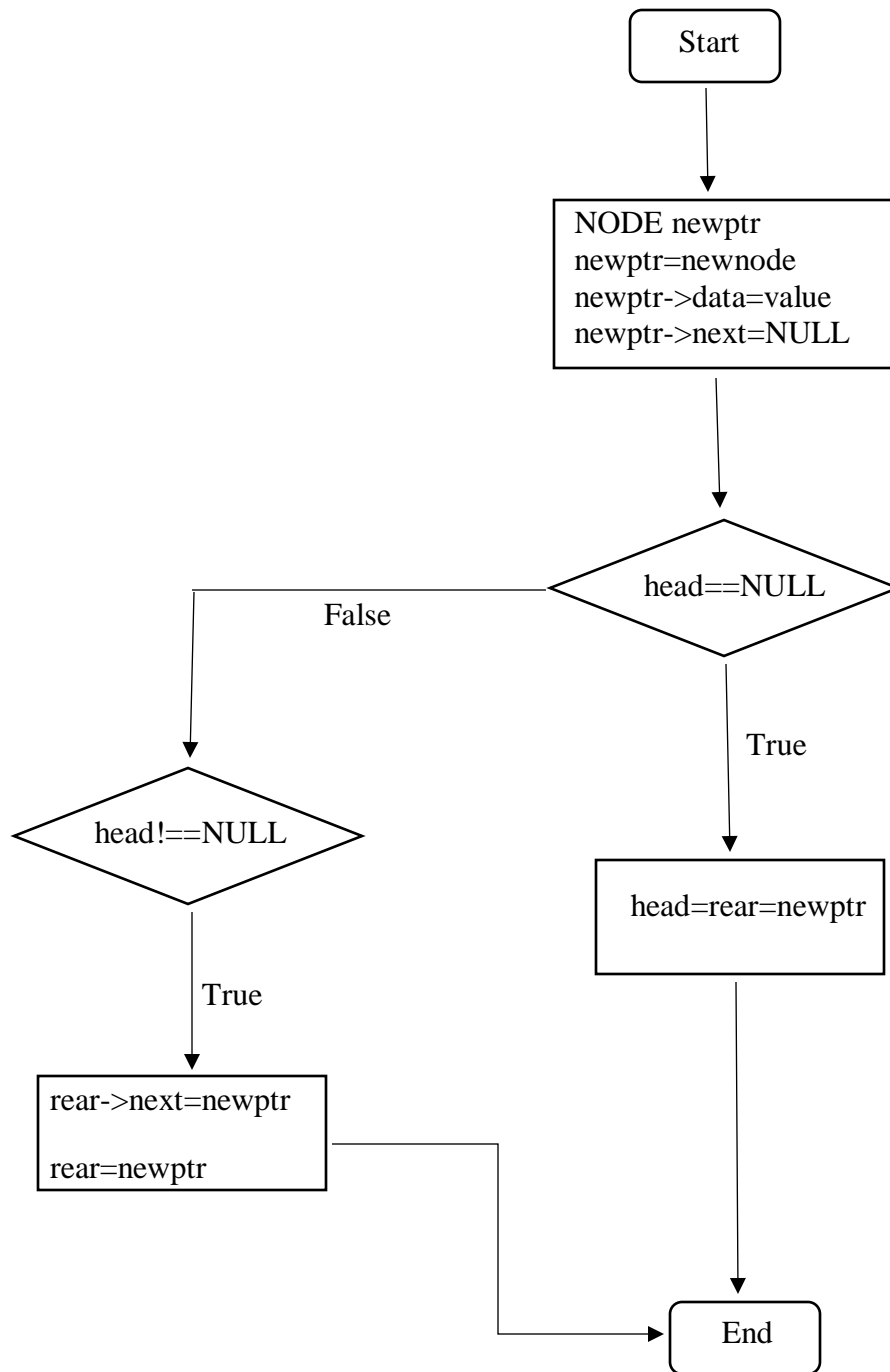 Start
NODE newptr
newptr=newnode
newptr->data=value
newptr->next=NULL
head==NULL
False
True
head!==NULL
head=rear=newptr
True
rear->next=newptr
rear=newptr
End